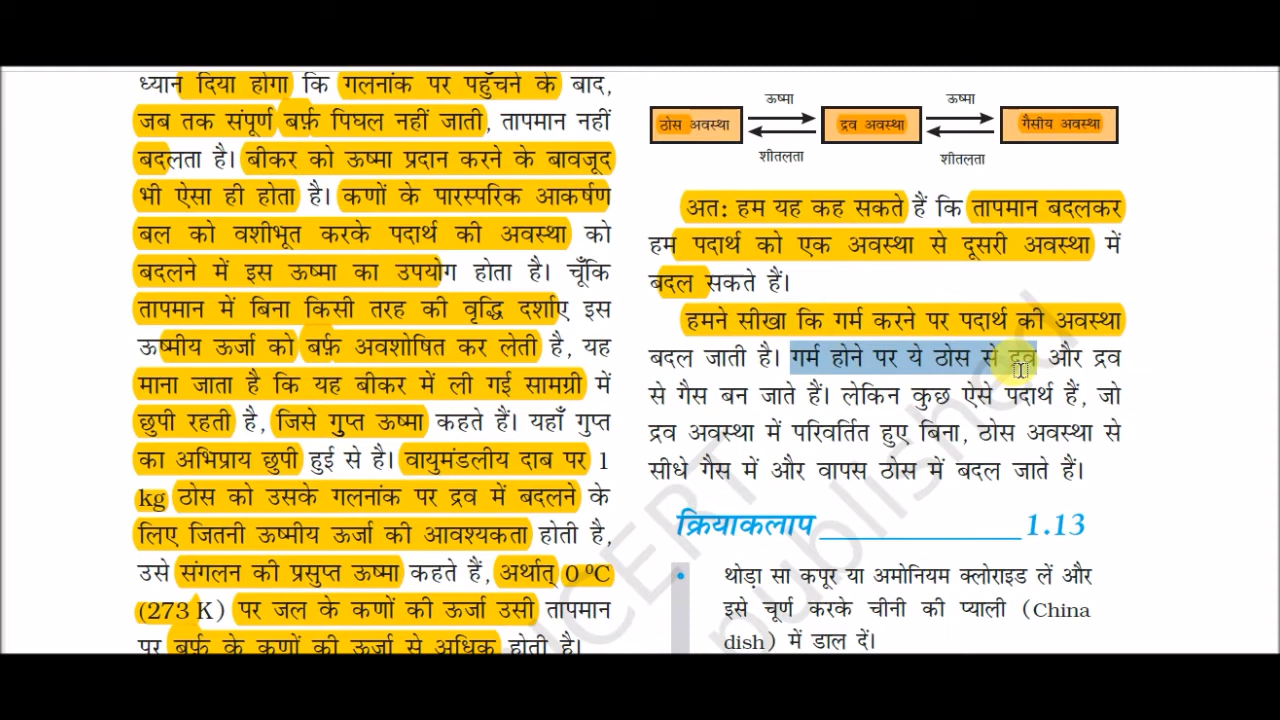 ध्यान दिया होगा कि गलनांक पर पहुँचने के बाद,
जब तक संपूर्ण बर्फ़ पिघल नहीं जाती, तापमान नहीं
बदलता है। बीकर को ऊष्मा प्रदान करने के बावजूद
भी ऐसा ही होता है। कणों के पारस्परिक आकर्षण
बल को वशीभूत करके पदार्थ की अवस्था को
बदलने में इस ऊष्मा का उपयोग होता है। चूँकि
तापमान में बिना किसी तरह की वृद्धि दर्शाए इस
ऊष्मीय ऊर्जा को बर्फ़ अवशोषित कर लेती है, यह
माना जाता है कि यह बीकर में ली गई सामग्री में
छुपी रहती है, जिसे गुप्त ऊष्मा कहते हैं। यहाँ गुप्त
का अभिप्राय छुपी हुई से है। वायुमंडलीय दाब पर 1
kg ठोस को उसके गलनांक पर द्रव में बदलने के
लिए जितनी ऊष्मीय ऊर्जा की आवश्यकता होती है,
उसे संगलन की प्रसुप्त ऊष्मा कहते हैं, अर्थात् 0 ⁰C
(273 K) पर जल के कणों की ऊर्जा उसी तापमान
पर बर्फ़ के कणों की ऊर्जा से अधिक होती है।
ऊष्मा ऊष्मा
ठोस अवस्था द्रव अवस्था गैसीय अवस्था
शीतलता शीतलता
अत: हम यह कह सकते हैं कि तापमान बदलकर
हम पदार्थ को एक अवस्था से दूसरी अवस्था में
बदल सकते हैं।
हमने सीखा कि गर्म करने पर पदार्थ की अवस्था
बदल जाती है। गर्म होने पर ये ठोस से द्रव और द्रव
से गैस बन जाते हैं। लेकिन कुछ ऐसे पदार्थ हैं, जो
द्रव अवस्था में परिवर्तित हुए बिना, ठोस अवस्था से
सीधे गैस में और वापस ठोस में बदल जाते हैं।
क्रियाकलाप 1.13
• थोड़ा सा कपूर या अमोनियम क्लोराइड लें और
इसे चूर्ण करके चीनी की प्याली (China
dish) में डाल दें।
published